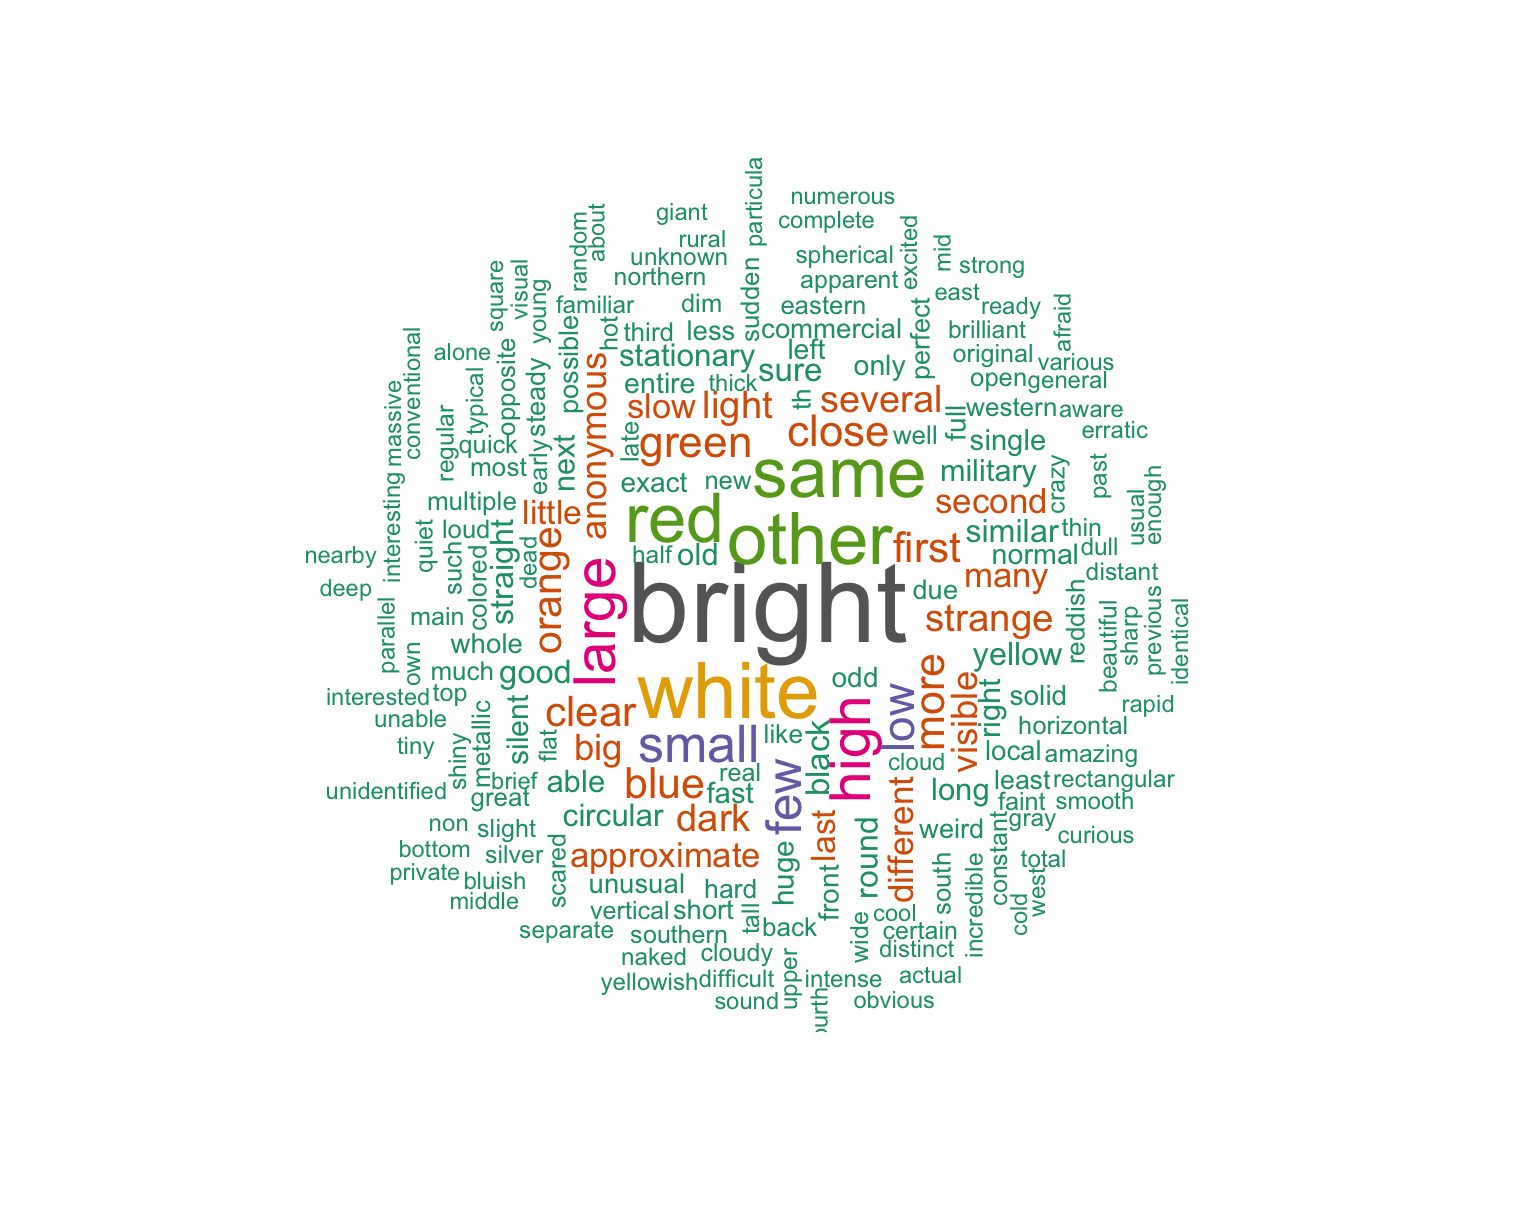 particula
numerous
giant
complete
random
about
rural
excited
mid
unknown
spherical
strong
northern
apparent
square
visual
young
familiar
dim
sudden
eastern
east
ready
afraid
hot
third
less
commercial
perfect
brilliant
conventional
alone
opposite
possible
stationary
left
original
various
sure
only
massive
typical
steady
anonymous
entire
thick
open
general
slow
light
th
several
full
western
aware
regular
quick
early
next
late
green
close
well
single
erratic
most
same
military
crazy
past
usual
enough
interesting
multiple
little
exact
new
second
quiet
loud
straight
orange
red
other
first
similar
thin
nearby
such
colored
dead
half
old
normal
dull
deep
large
bright
due
many
distant
parallel
main
strange
reddish
beautiful
sharp
previous
identical
own
whole
yellow
much
good
white
odd
more
interested
top
high
low
visible
right
solid
rapid
unable
clear
black
horizontal
tiny
shiny
metallic
silent
flat
big
small
like
local
amazing
cloud
unidentified
brief
great
able
blue
real
fast
few
long
least
rectangular
faint
smooth
non
slight
circular
dark
last
different
weird
constant
gray
curious
bottom
silver
approximate
round
total
private
bluish
scared
unusual
hard
huge
front
south
incredible
west
middle
vertical
short
tall
back
wide
cool
cold
separate
southern
certain
naked
cloudy
distinct
yellowish
difficult
upper
intense
actual
sound
ourth
obvious